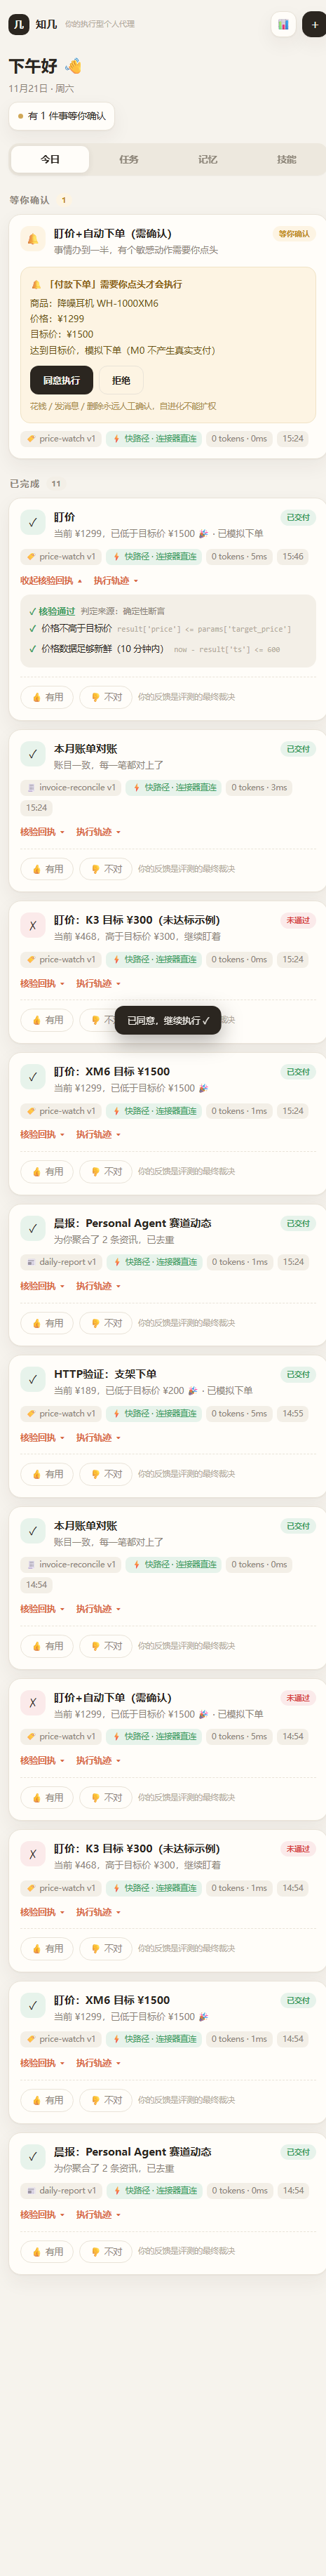 几 知几 你的执行型个人代理 +
下午好 👋
11月21日 · 周六
有 1 件事等你确认
今日 任务 记忆 技能
等你确认 1
盯价+自动下单（需确认） 等你确认
事情办到一半，有个敏感动作需要你点头
「付款下单」需要你点头才会执行
商品：降噪耳机 WH-1000XM6
价格：¥1299
目标价：¥1500
达到目标价，模拟下单（M0 不产生真实支付）
同意执行 拒绝
花钱 / 发消息 / 删除永远人工确认，自进化不能扩权
price-watch v1 快路径 · 连接器直连 0 tokens · 0ms 15:24
已完成 11
✓ 盯价 已交付
当前 ¥1299，已低于目标价 ¥1500 🎉 · 已模拟下单
price-watch v1 快路径 · 连接器直连 0 tokens · 5ms 15:46
收起核验回执 ▴ 执行轨迹 ▾
✓ 核验通过 判定来源：确定性断言
✓ 价格不高于目标价 result['price'] <= params['target_price']
✓ 价格数据足够新鲜（10 分钟内） now - result['ts'] <= 600
👍 有用 👎 不对 你的反馈是评测的最终裁决
✓ 本月账单对账 已交付
账目一致，每一笔都对上了
invoice-reconcile v1 快路径 · 连接器直连 0 tokens · 3ms
15:24
核验回执 ▾ 执行轨迹 ▾
👍 有用 👎 不对 你的反馈是评测的最终裁决
✗ 盯价：K3 目标 ¥300（未达标示例） 未通过
当前 ¥468，高于目标价 ¥300，继续盯着
price-watch v1 快路径 · 连接器直连 0 tokens · 0ms 15:24
核验回执 ▾ 执行轨迹 ▾
👍 有用 👎 不 已同意，继续执行 ✓ 决
✓ 盯价：XM6 目标 ¥1500 已交付
当前 ¥1299，已低于目标价 ¥1500 🎉
price-watch v1 快路径 · 连接器直连 0 tokens · 1ms 15:24
核验回执 ▾ 执行轨迹 ▾
👍 有用 👎 不对 你的反馈是评测的最终裁决
✓ 晨报：Personal Agent 赛道动态 已交付
为你聚合了 2 条资讯，已去重
daily-report v1 快路径 · 连接器直连 0 tokens · 1ms 15:24
核验回执 ▾ 执行轨迹 ▾
👍 有用 👎 不对 你的反馈是评测的最终裁决
✓ HTTP验证：支架下单 已交付
当前 ¥189，已低于目标价 ¥200 🎉 · 已模拟下单
price-watch v1 快路径 · 连接器直连 0 tokens · 5ms 14:55
核验回执 ▾ 执行轨迹 ▾
👍 有用 👎 不对 你的反馈是评测的最终裁决
✓ 本月账单对账 已交付
账目一致，每一笔都对上了
invoice-reconcile v1 快路径 · 连接器直连 0 tokens · 0ms
14:54
核验回执 ▾ 执行轨迹 ▾
👍 有用 👎 不对 你的反馈是评测的最终裁决
✗ 盯价+自动下单（需确认） 未通过
当前 ¥1299，已低于目标价 ¥1500 🎉 · 已模拟下单
price-watch v1 快路径 · 连接器直连 0 tokens · 5ms 14:54
核验回执 ▾ 执行轨迹 ▾
👍 有用 👎 不对 你的反馈是评测的最终裁决
✗ 盯价：K3 目标 ¥300（未达标示例） 未通过
当前 ¥468，高于目标价 ¥300，继续盯着
price-watch v1 快路径 · 连接器直连 0 tokens · 0ms 14:54
核验回执 ▾ 执行轨迹 ▾
👍 有用 👎 不对 你的反馈是评测的最终裁决
✓ 盯价：XM6 目标 ¥1500 已交付
当前 ¥1299，已低于目标价 ¥1500 🎉
price-watch v1 快路径 · 连接器直连 0 tokens · 1ms 14:54
核验回执 ▾ 执行轨迹 ▾
👍 有用 👎 不对 你的反馈是评测的最终裁决
✓ 晨报：Personal Agent 赛道动态 已交付
为你聚合了 2 条资讯，已去重
daily-report v1 快路径 · 连接器直连 0 tokens · 0ms 14:54
核验回执 ▾ 执行轨迹 ▾
👍 有用 👎 不对 你的反馈是评测的最终裁决